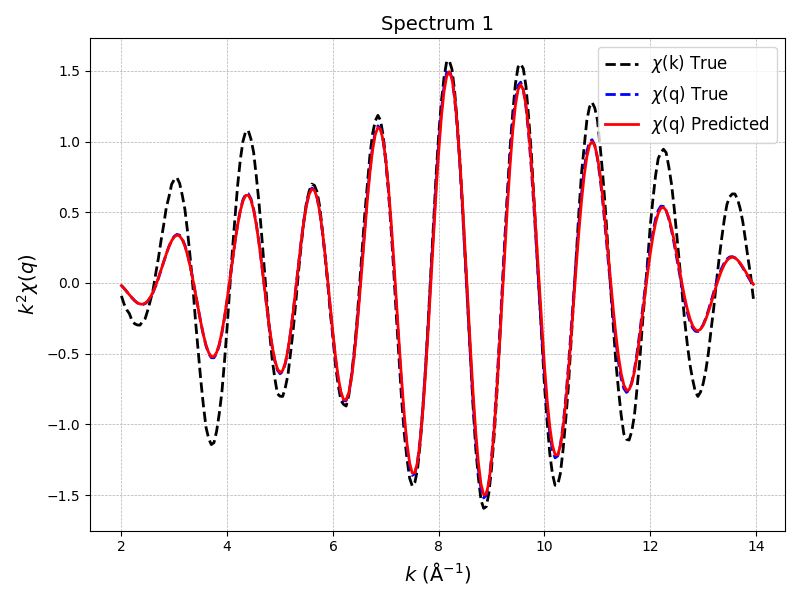 Spectrum 1
χ(k) True
χ(q) True
χ(q) Predicted
k²χ(q)
1.5
1.0
0.5
0.0
−0.5
−1.0
−1.5
2 4 6 8 10 12 14
k (Å⁻¹)